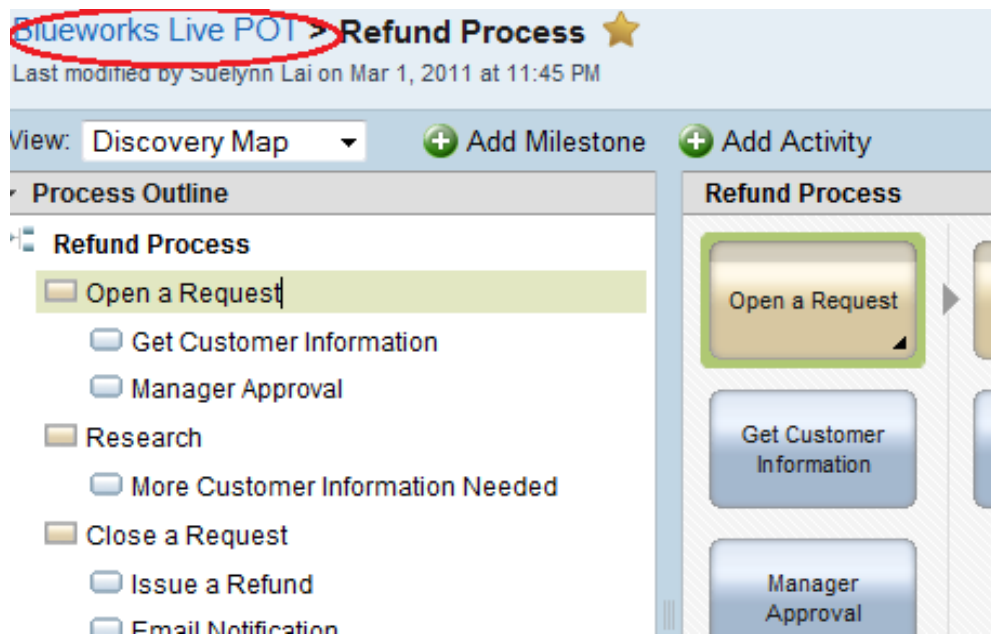 Blueworks Live POT > Refund Process
Last modified by Suelynn Lai on Mar 1, 2011 at 11:45 PM
View: Discovery Map Add Milestone Add Activity
Process Outline
Refund Process
Open a Request
Get Customer Information
Manager Approval
Research
More Customer Information Needed
Close a Request
Issue a Refund
Email Notification
Refund Process
Open a Request
Get Customer
Information
Manager
Approval